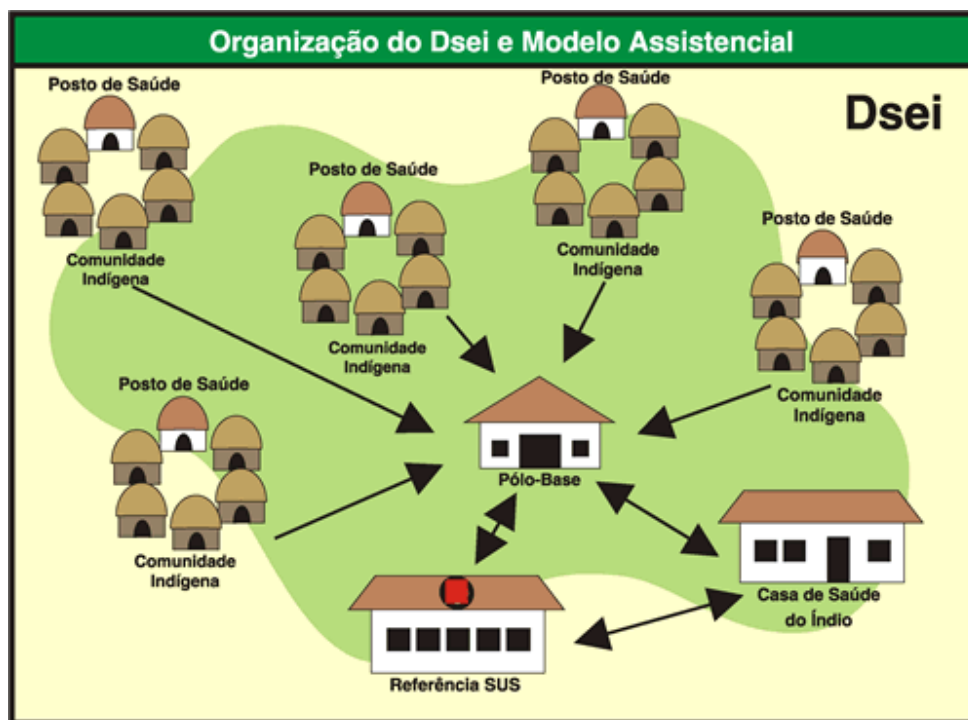 Organização do Dsei e Modelo Assistencial
Dsei
Posto de Saúde
Comunidade
Indígena
Posto de Saúde
Comunidade
Indígena
Posto de Saúde
Comunidade
Indígena
Posto de Saúde
Comunidade
Indígena
Posto de Saúde
Comunidade
Indígena
Pólo-Base
Casa de Saúde
do Índio
Referência SUS